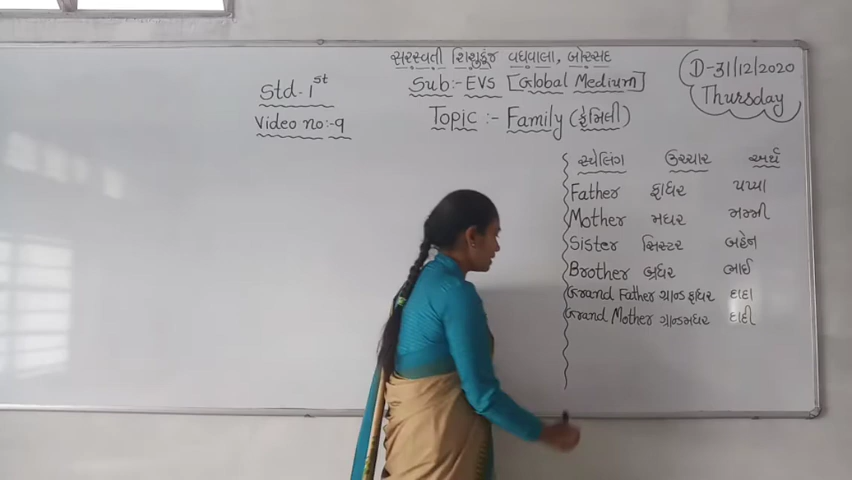 સરસ્વતી શિશુકુંજ વઘવાલા, બોરસદ
Std. 1st
Sub:- EVS [Global Medium]
D-31/12/2020
Thursday
Video no:-9
Topic :- Family (ફેમિલી)
સ્પેલિંગ ઉચ્ચાર અર્થ
Father ફાધર પપ્પા
Mother મધર મમ્મી
Sister સિસ્ટર બહેન
Brother બ્રધર ભાઈ
Grand Father ગ્રાન્ડ ફાધર દાદા
Grand Mother ગ્રાન્ડમધર દાદી